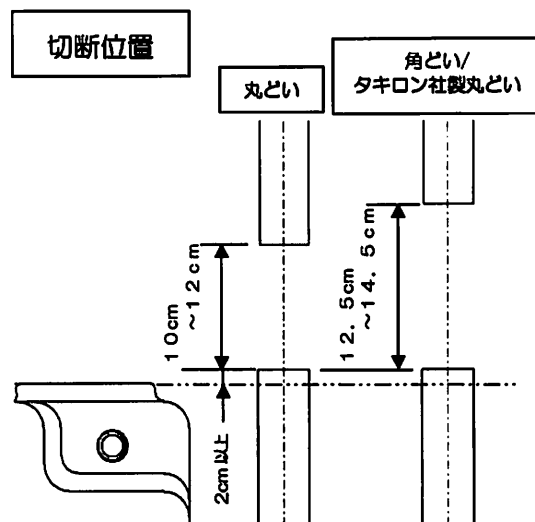 切断位置
丸どい
角どい/
タキロン社製丸どい
10cm
～12cm
12.5cm
～14.5cm
2cm以上